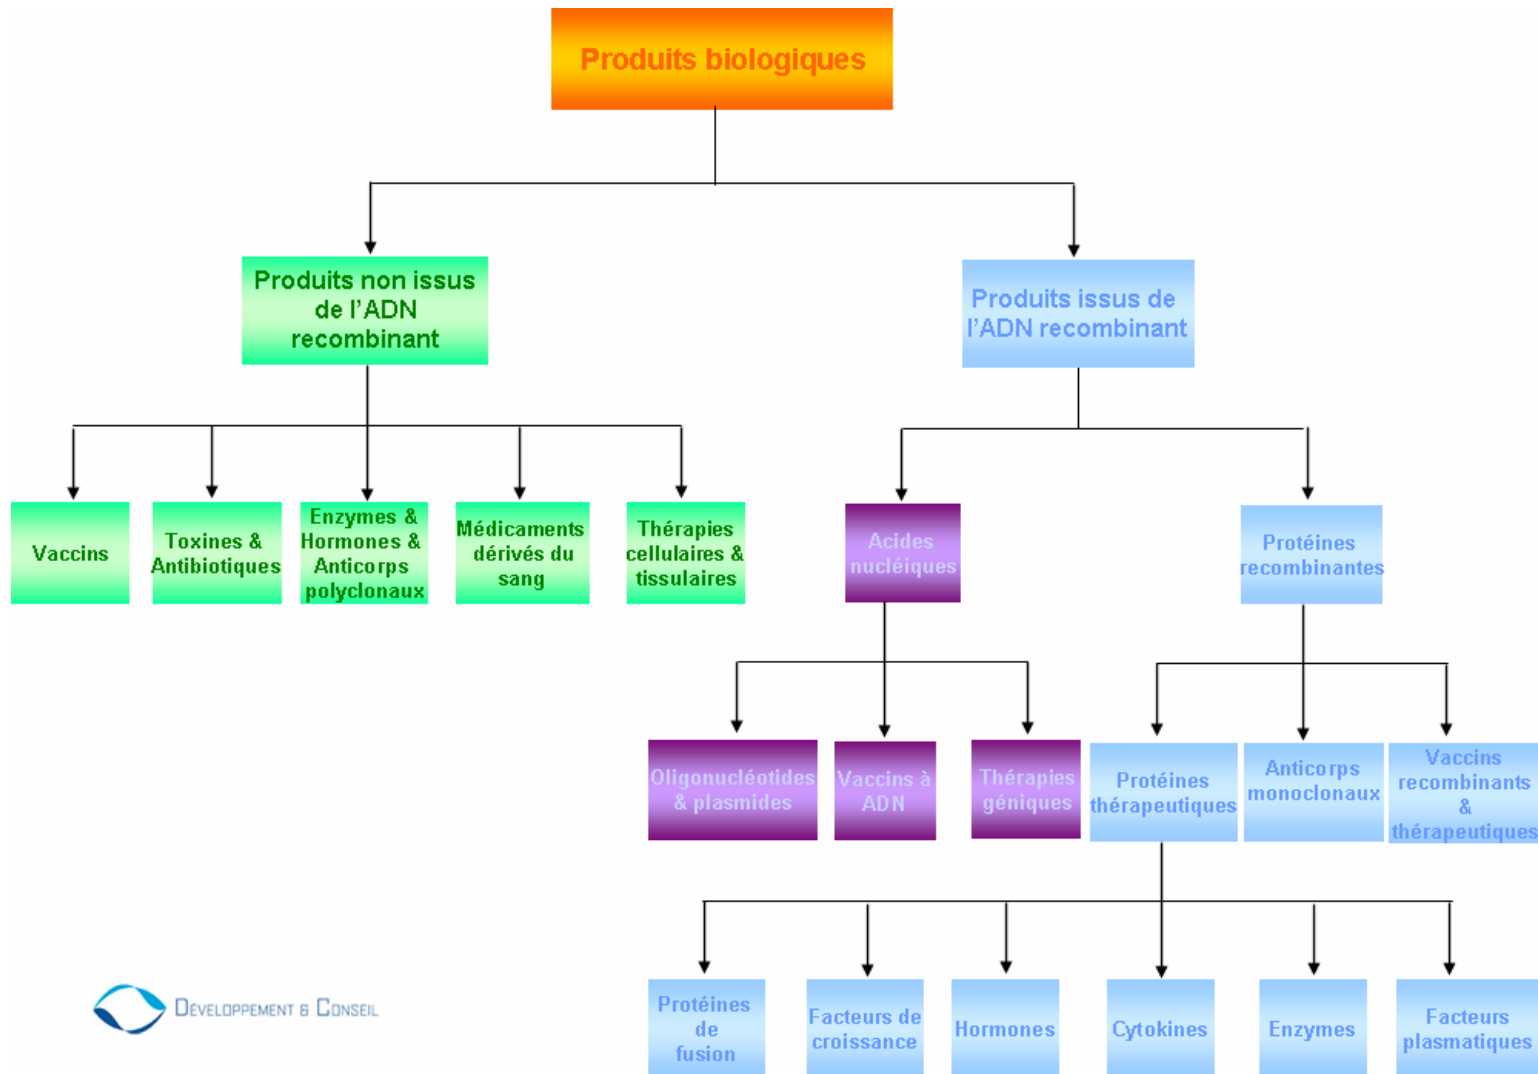 Produits biologiques
Produits non issus
de l'ADN
recombinant
Produits issus de
l'ADN recombinant
Vaccins
Toxines &
Antibiotiques
Enzymes &
Hormones &
Anticorps
polyclonaux
Médicaments
dérivés du
sang
Thérapies
cellulaires &
tissulaires
Acides
nucléiques
Protéines
recombinantes
Oligonucléotides
& plasmides
Vaccins à
ADN
Thérapies
géniques
Protéines
thérapeutiques
Anticorps
monoclonaux
Vaccins
recombinants
&
thérapeutiques
Protéines
de
fusion
Facteurs de
croissance
Hormones
Cytokines
Enzymes
Facteurs
plasmatiques
DÉVELOPPEMENT & CONSEIL